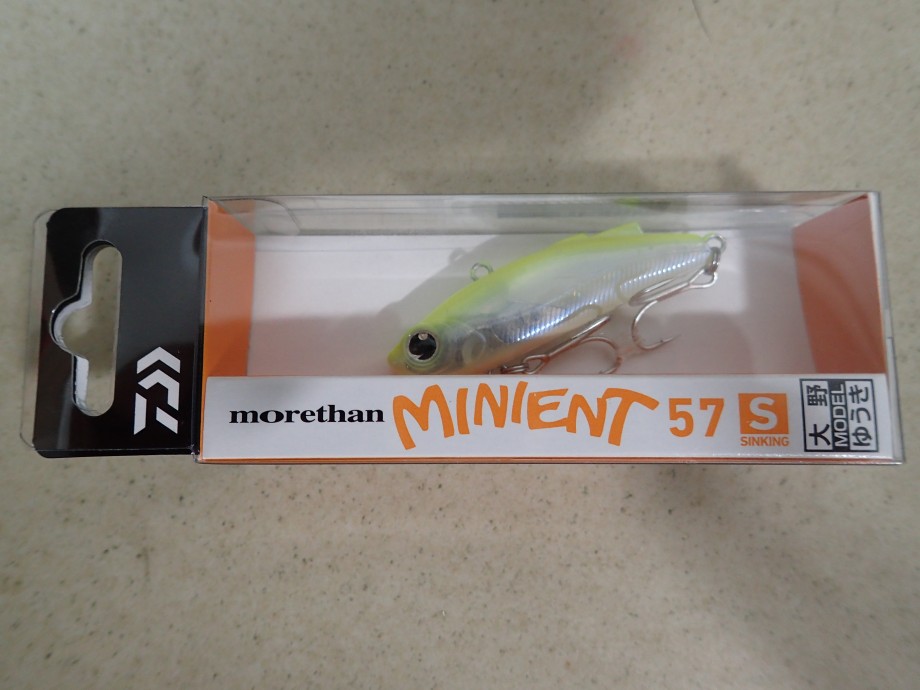 morethan MINIENT 57 S
SINKING
大野
MODEL
ゆうき